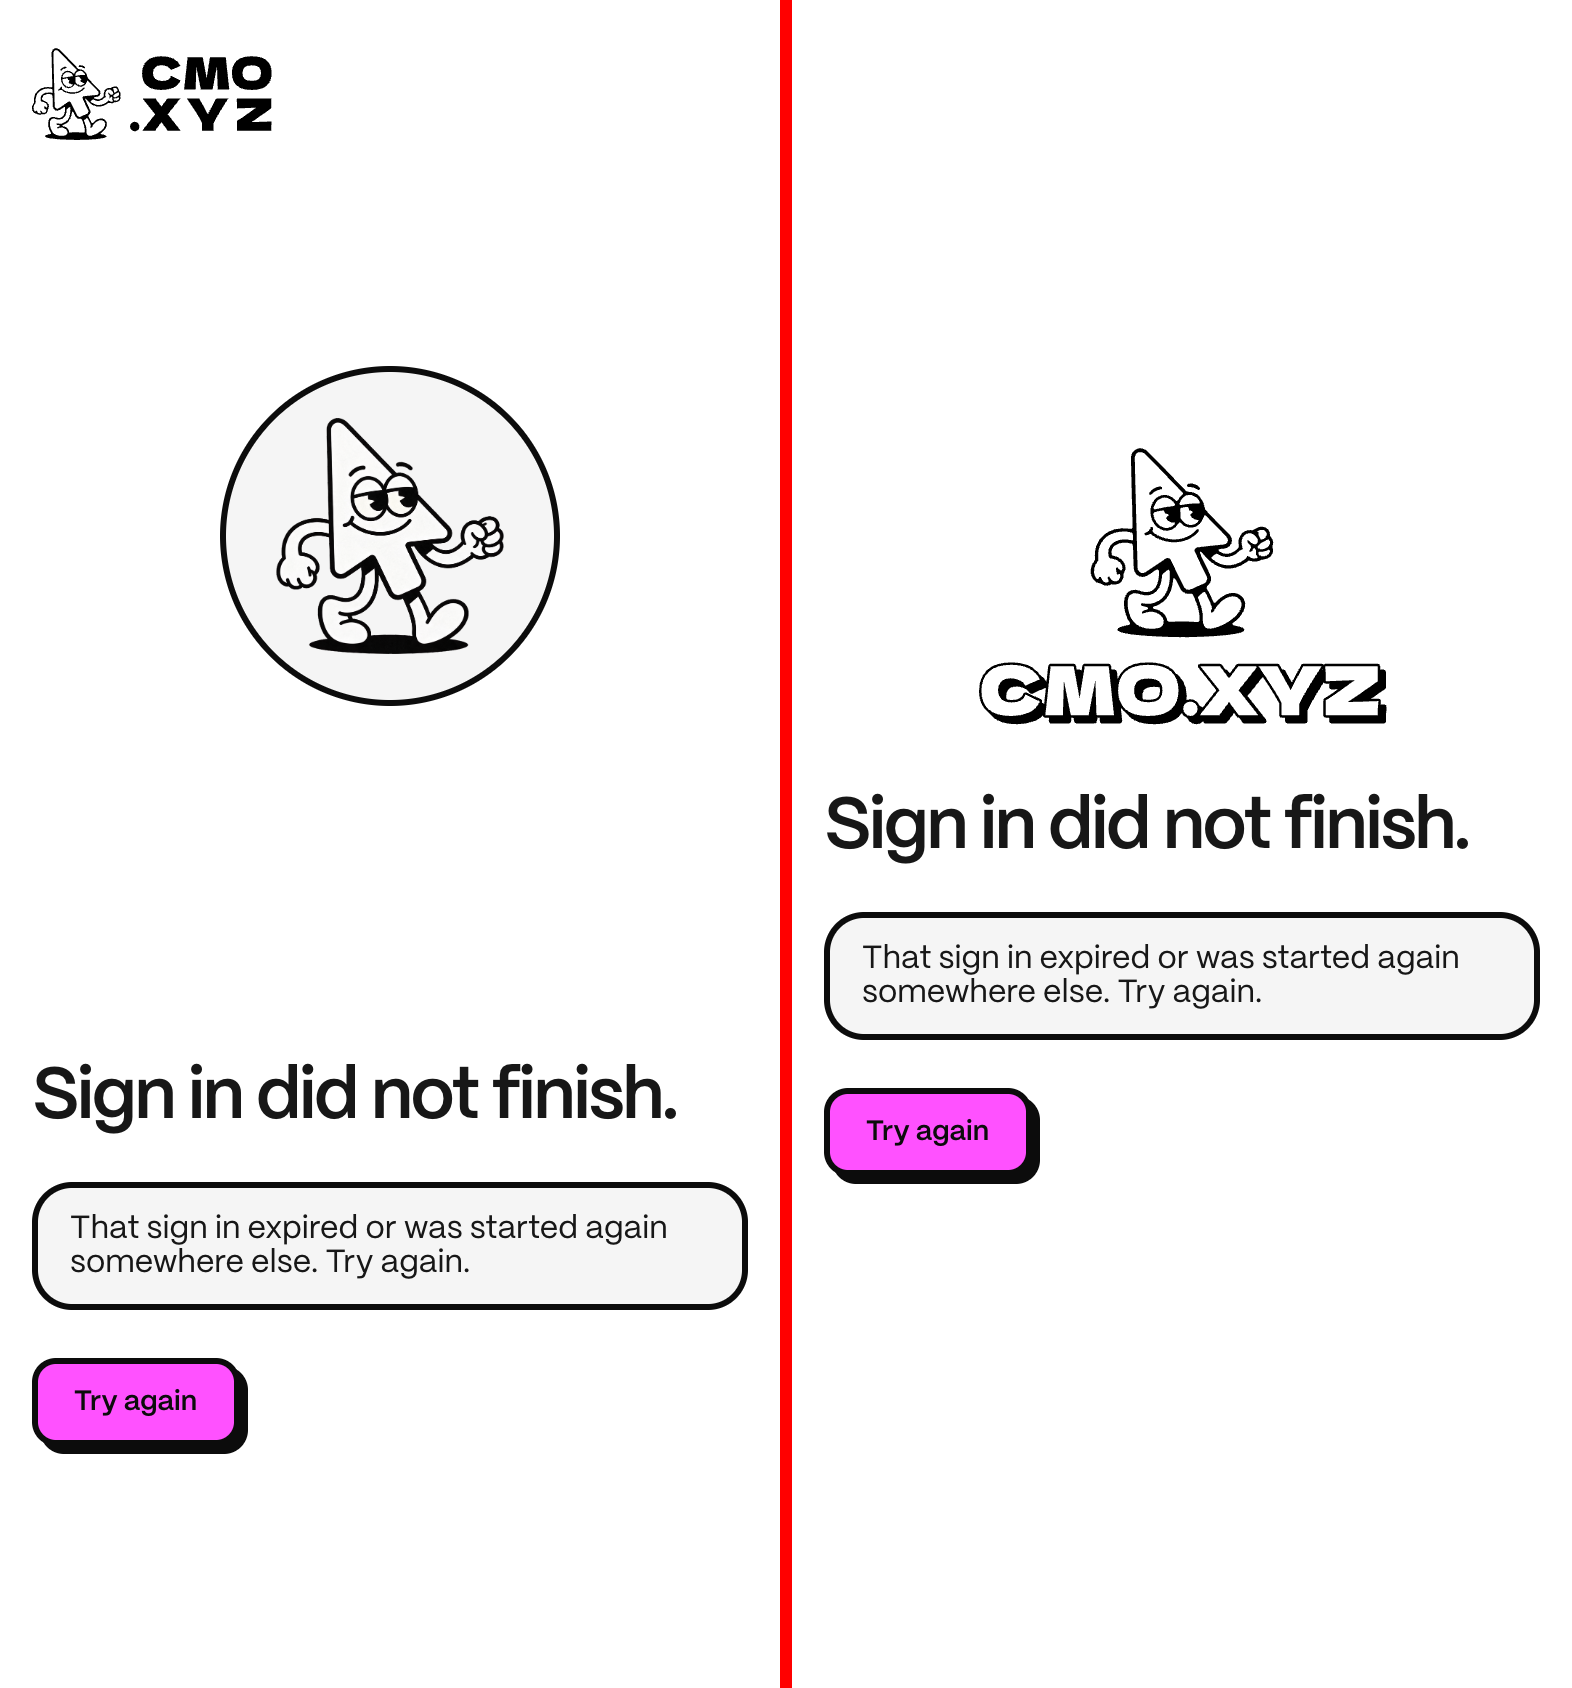 CMO
.XYZ
Sign in did not finish.
That sign in expired or was started again
somewhere else. Try again.
Try again
CMO.XYZ
Sign in did not finish.
That sign in expired or was started again
somewhere else. Try again.
Try again